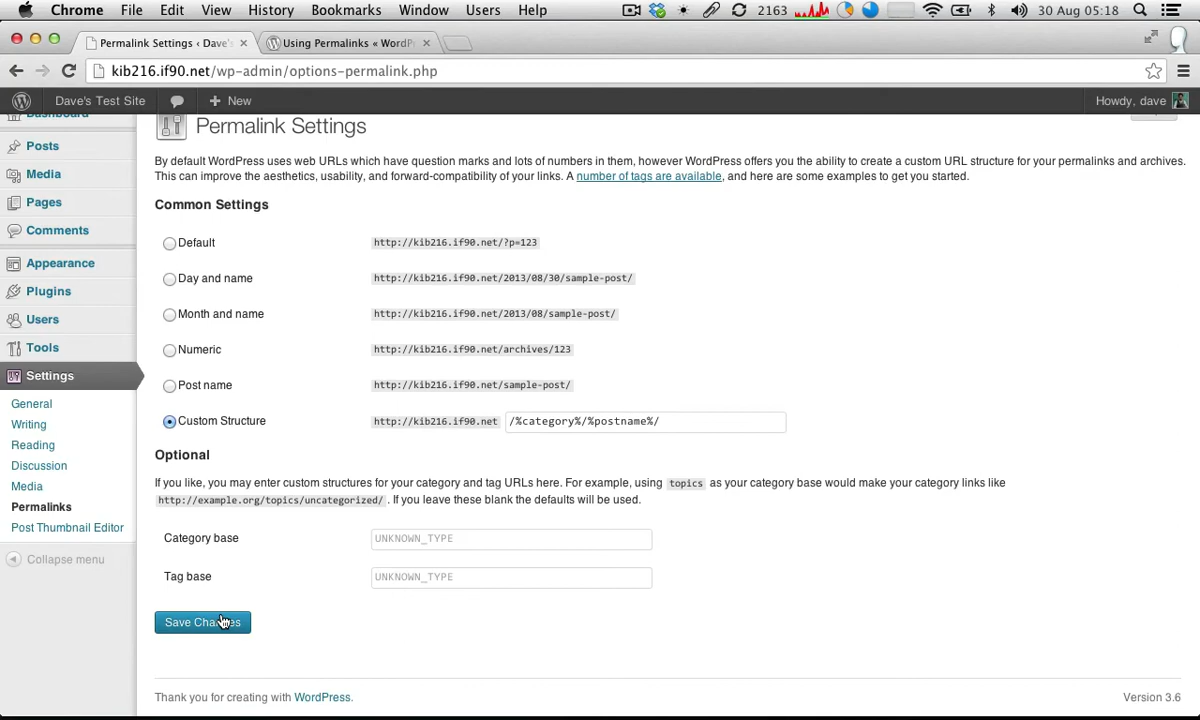 Chrome File Edit View History Bookmarks Window Users Help 2163 30 Aug 05:18
Permalink Settings ‹ Dave's Using Permalinks « WordPr
kib216.if90.net/wp-admin/options-permalink.php
Dave's Test Site New Howdy, dave
Dashboard
Posts
Media
Pages
Comments
Appearance
Plugins
Users
Tools
Settings
General
Writing
Reading
Discussion
Media
Permalinks
Post Thumbnail Editor
Collapse menu
Permalink Settings
By default WordPress uses web URLs which have question marks and lots of numbers in them, however WordPress offers you the ability to create a custom URL structure for your permalinks and archives.
This can improve the aesthetics, usability, and forward-compatibility of your links. A number of tags are available, and here are some examples to get you started.
Common Settings
Default http://kib216.if90.net/?p=123
Day and name http://kib216.if90.net/2013/08/30/sample-post/
Month and name http://kib216.if90.net/2013/08/sample-post/
Numeric http://kib216.if90.net/archives/123
Post name http://kib216.if90.net/sample-post/
Custom Structure http://kib216.if90.net /%category%/%postname%/
Optional
If you like, you may enter custom structures for your category and tag URLs here. For example, using topics as your category base would make your category links like
http://example.org/topics/uncategorized/ . If you leave these blank the defaults will be used.
Category base UNKNOWN_TYPE
Tag base UNKNOWN_TYPE
Save Changes
Thank you for creating with WordPress. Version 3.6